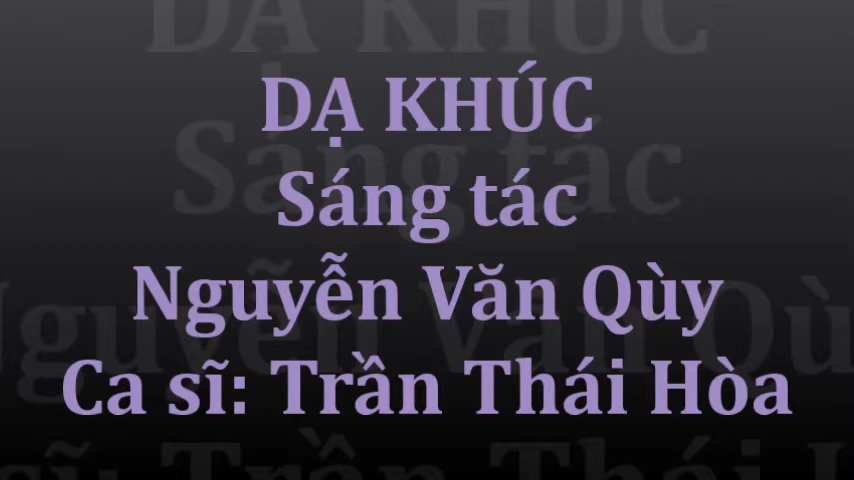 DẠ KHÚC
Sáng tác
Nguyễn Văn Qùy
Ca sĩ: Trần Thái Hòa